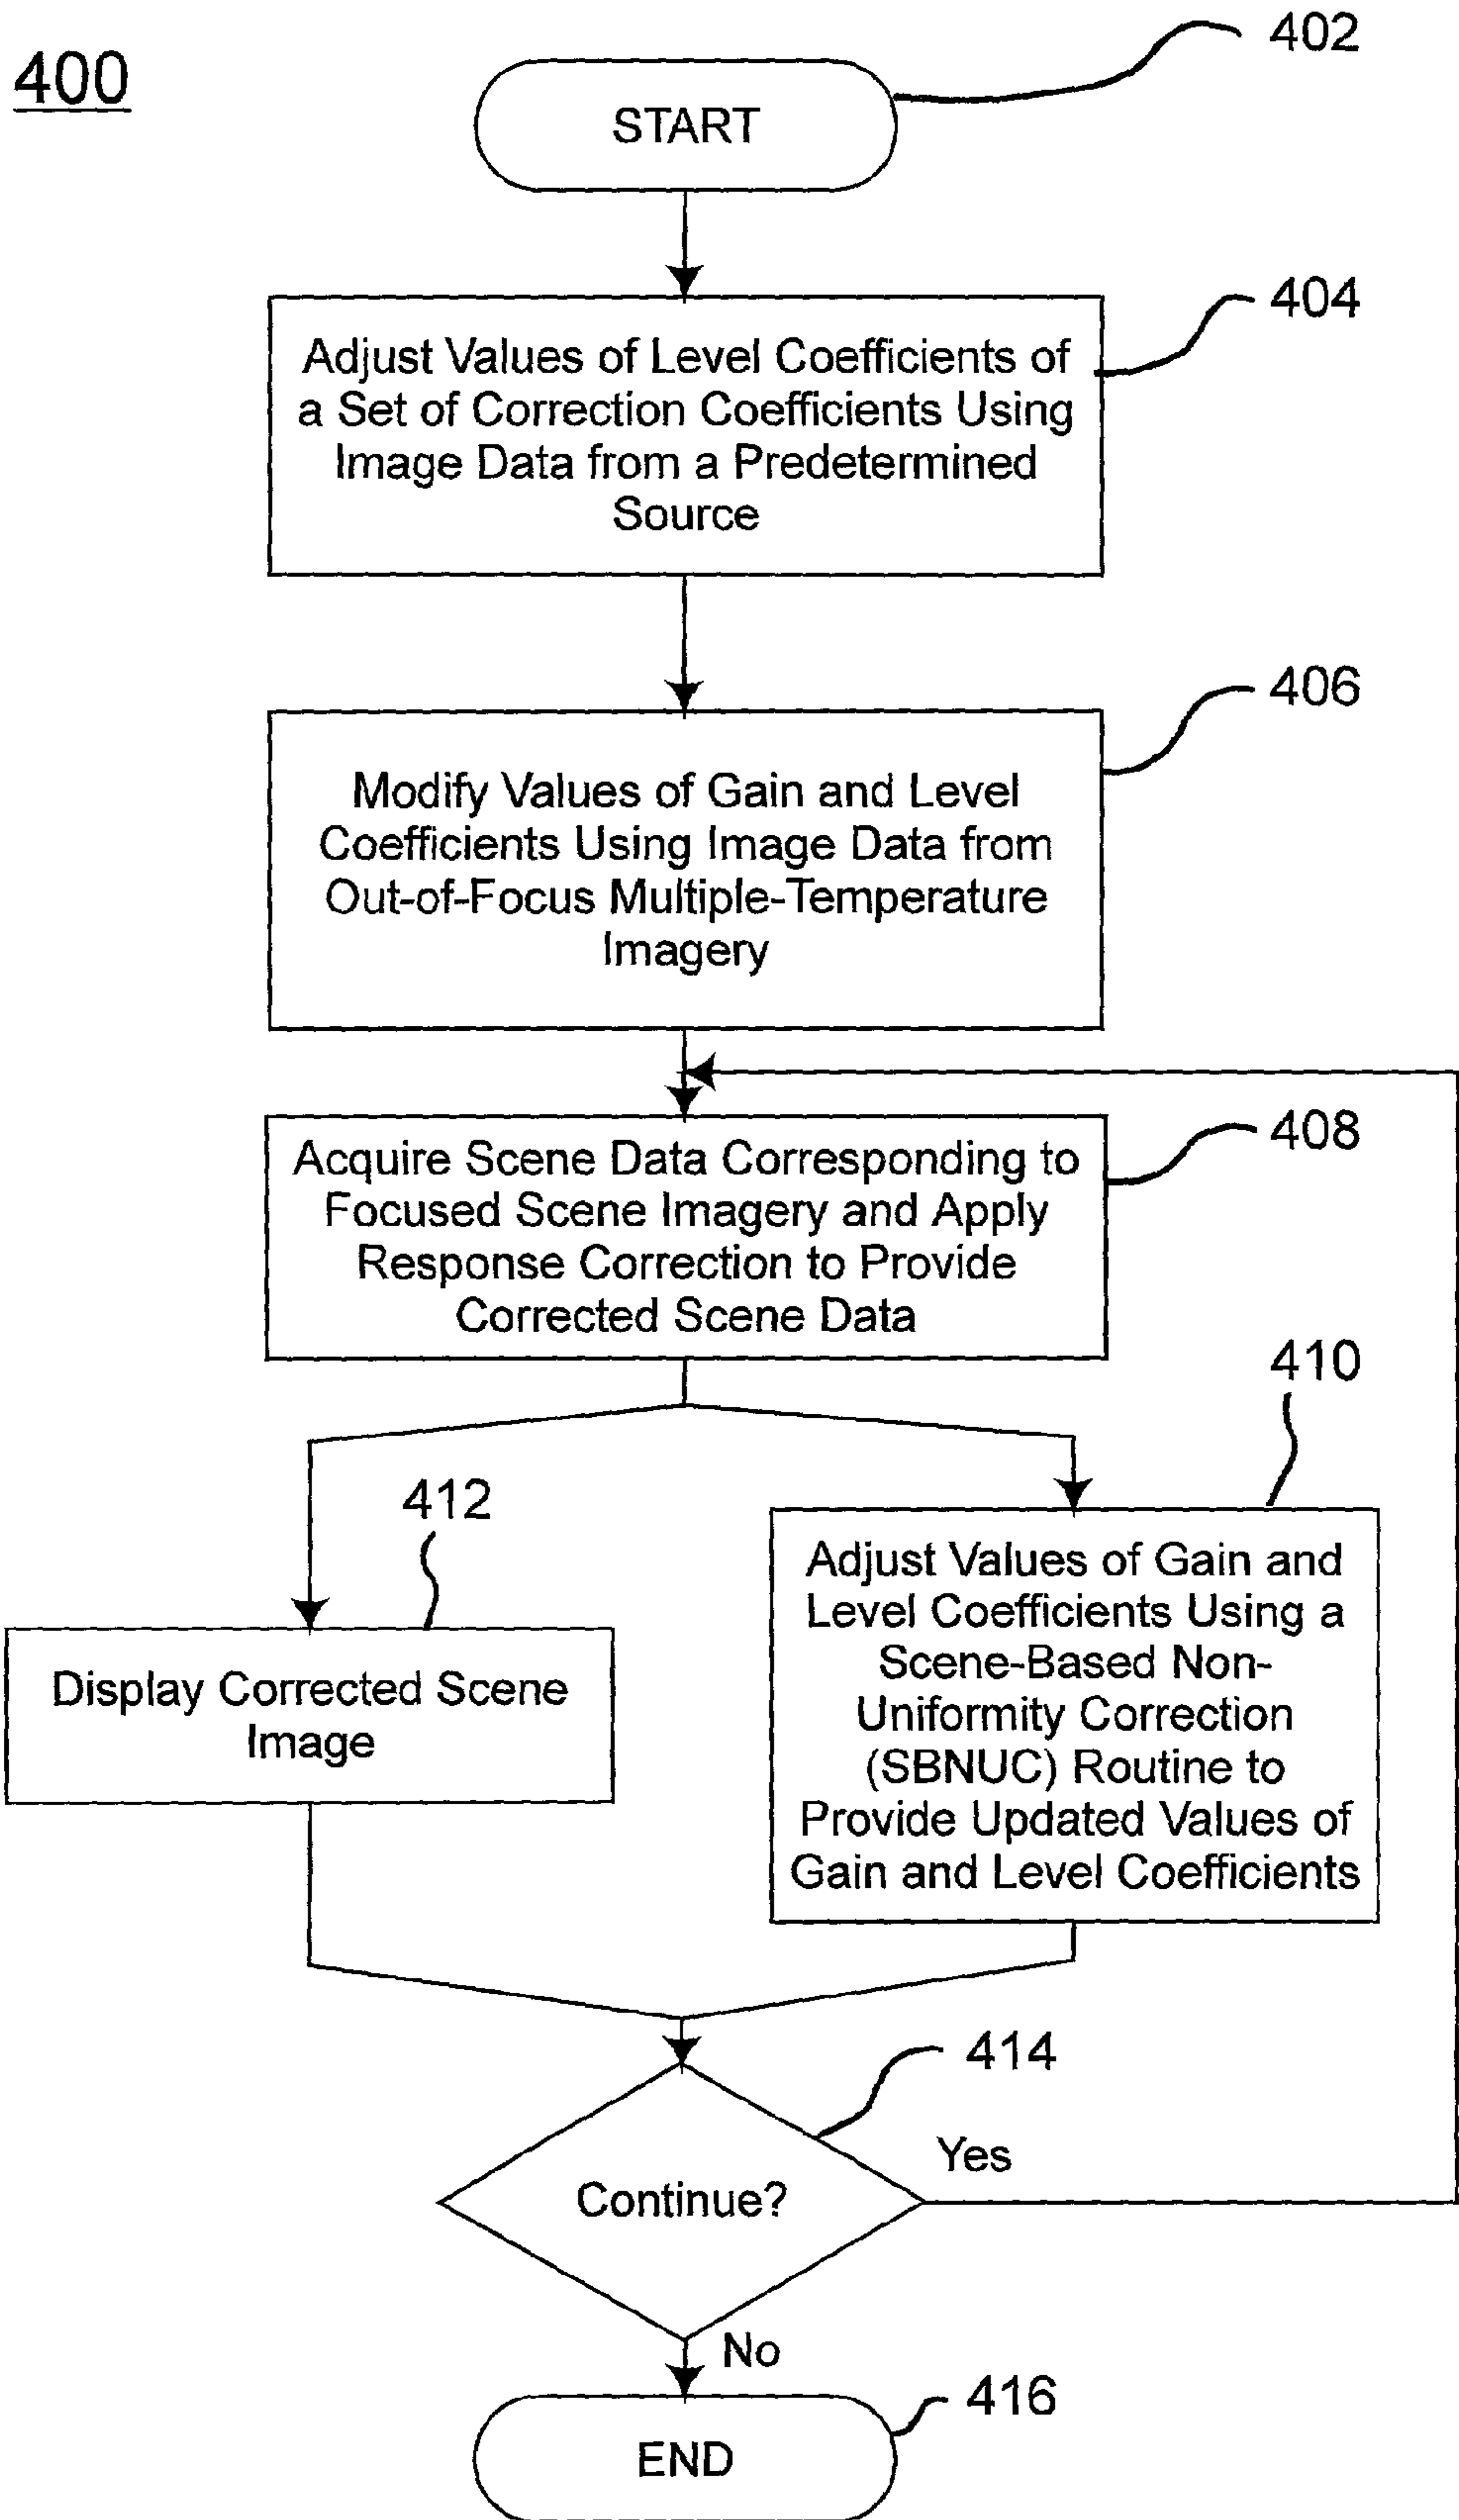 400
402
START
404
Adjust Values of Level Coefficients of
a Set of Correction Coefficients Using
Image Data from a Predetermined
Source
406
Modify Values of Gain and Level
Coefficients Using Image Data from
Out-of-Focus Multiple-Temperature
Imagery
408
Acquire Scene Data Corresponding to
Focused Scene Imagery and Apply
Response Correction to Provide
Corrected Scene Data
410
412
Adjust Values of Gain and
Level Coefficients Using a
Scene-Based Non-
Uniformity Correction
(SBNUC) Routine to
Provide Updated Values of
Gain and Level Coefficients
Display Corrected Scene
Image
414
Yes
Continue?
No
416
END